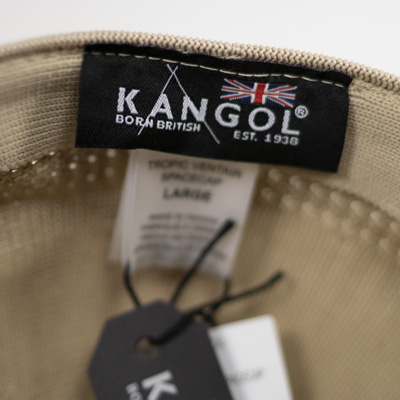 KANGOL®
BORN BRITISH
EST. 1938
TROPIC VENTAIR
SPACECAP
LARGE
K